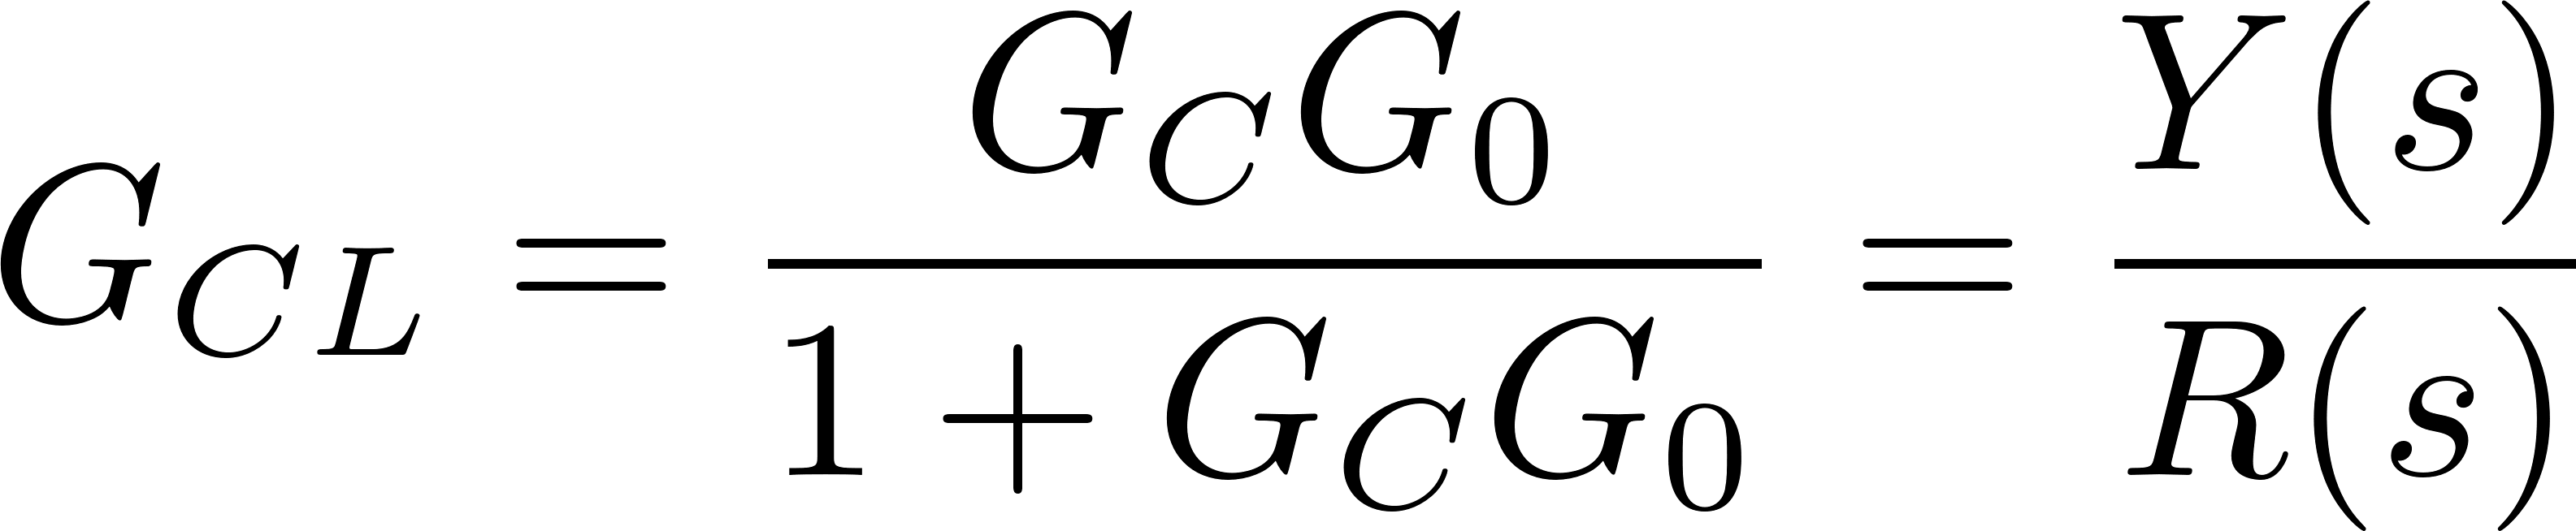 G_{CL} = \frac{G_C G_0}{1 + G_C G_0} = \frac{Y(s)}{R(s)}